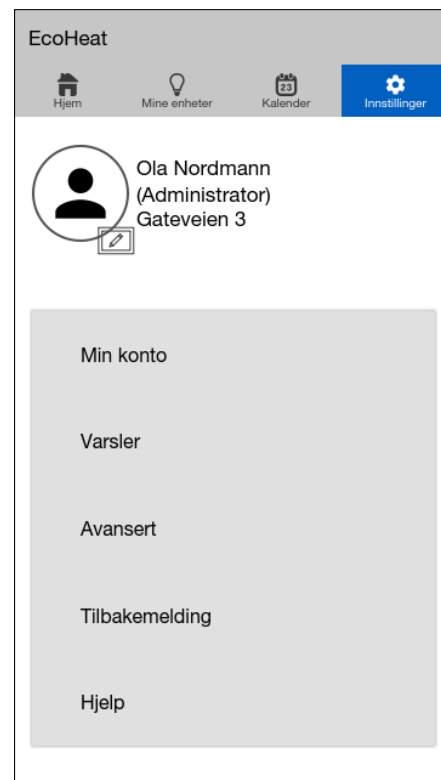 EcoHeat
Hjem
Mine enheter
23
Kalender
Innstillinger
Ola Nordmann
(Administrator)
Gateveien 3
Min konto
Varsler
Avansert
Tilbakemelding
Hjelp